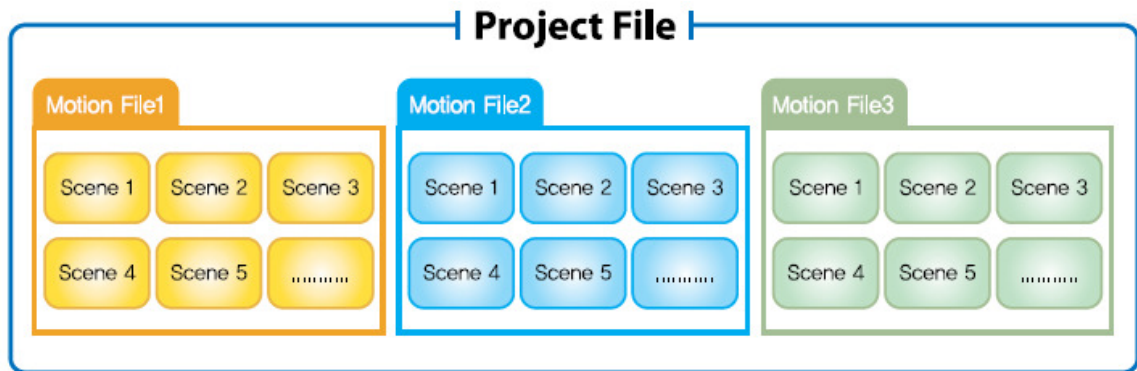 Project File
Motion File1
Scene 1 Scene 2 Scene 3
Scene 4 Scene 5 ..........
Motion File2
Scene 1 Scene 2 Scene 3
Scene 4 Scene 5 ..........
Motion File3
Scene 1 Scene 2 Scene 3
Scene 4 Scene 5 ..........